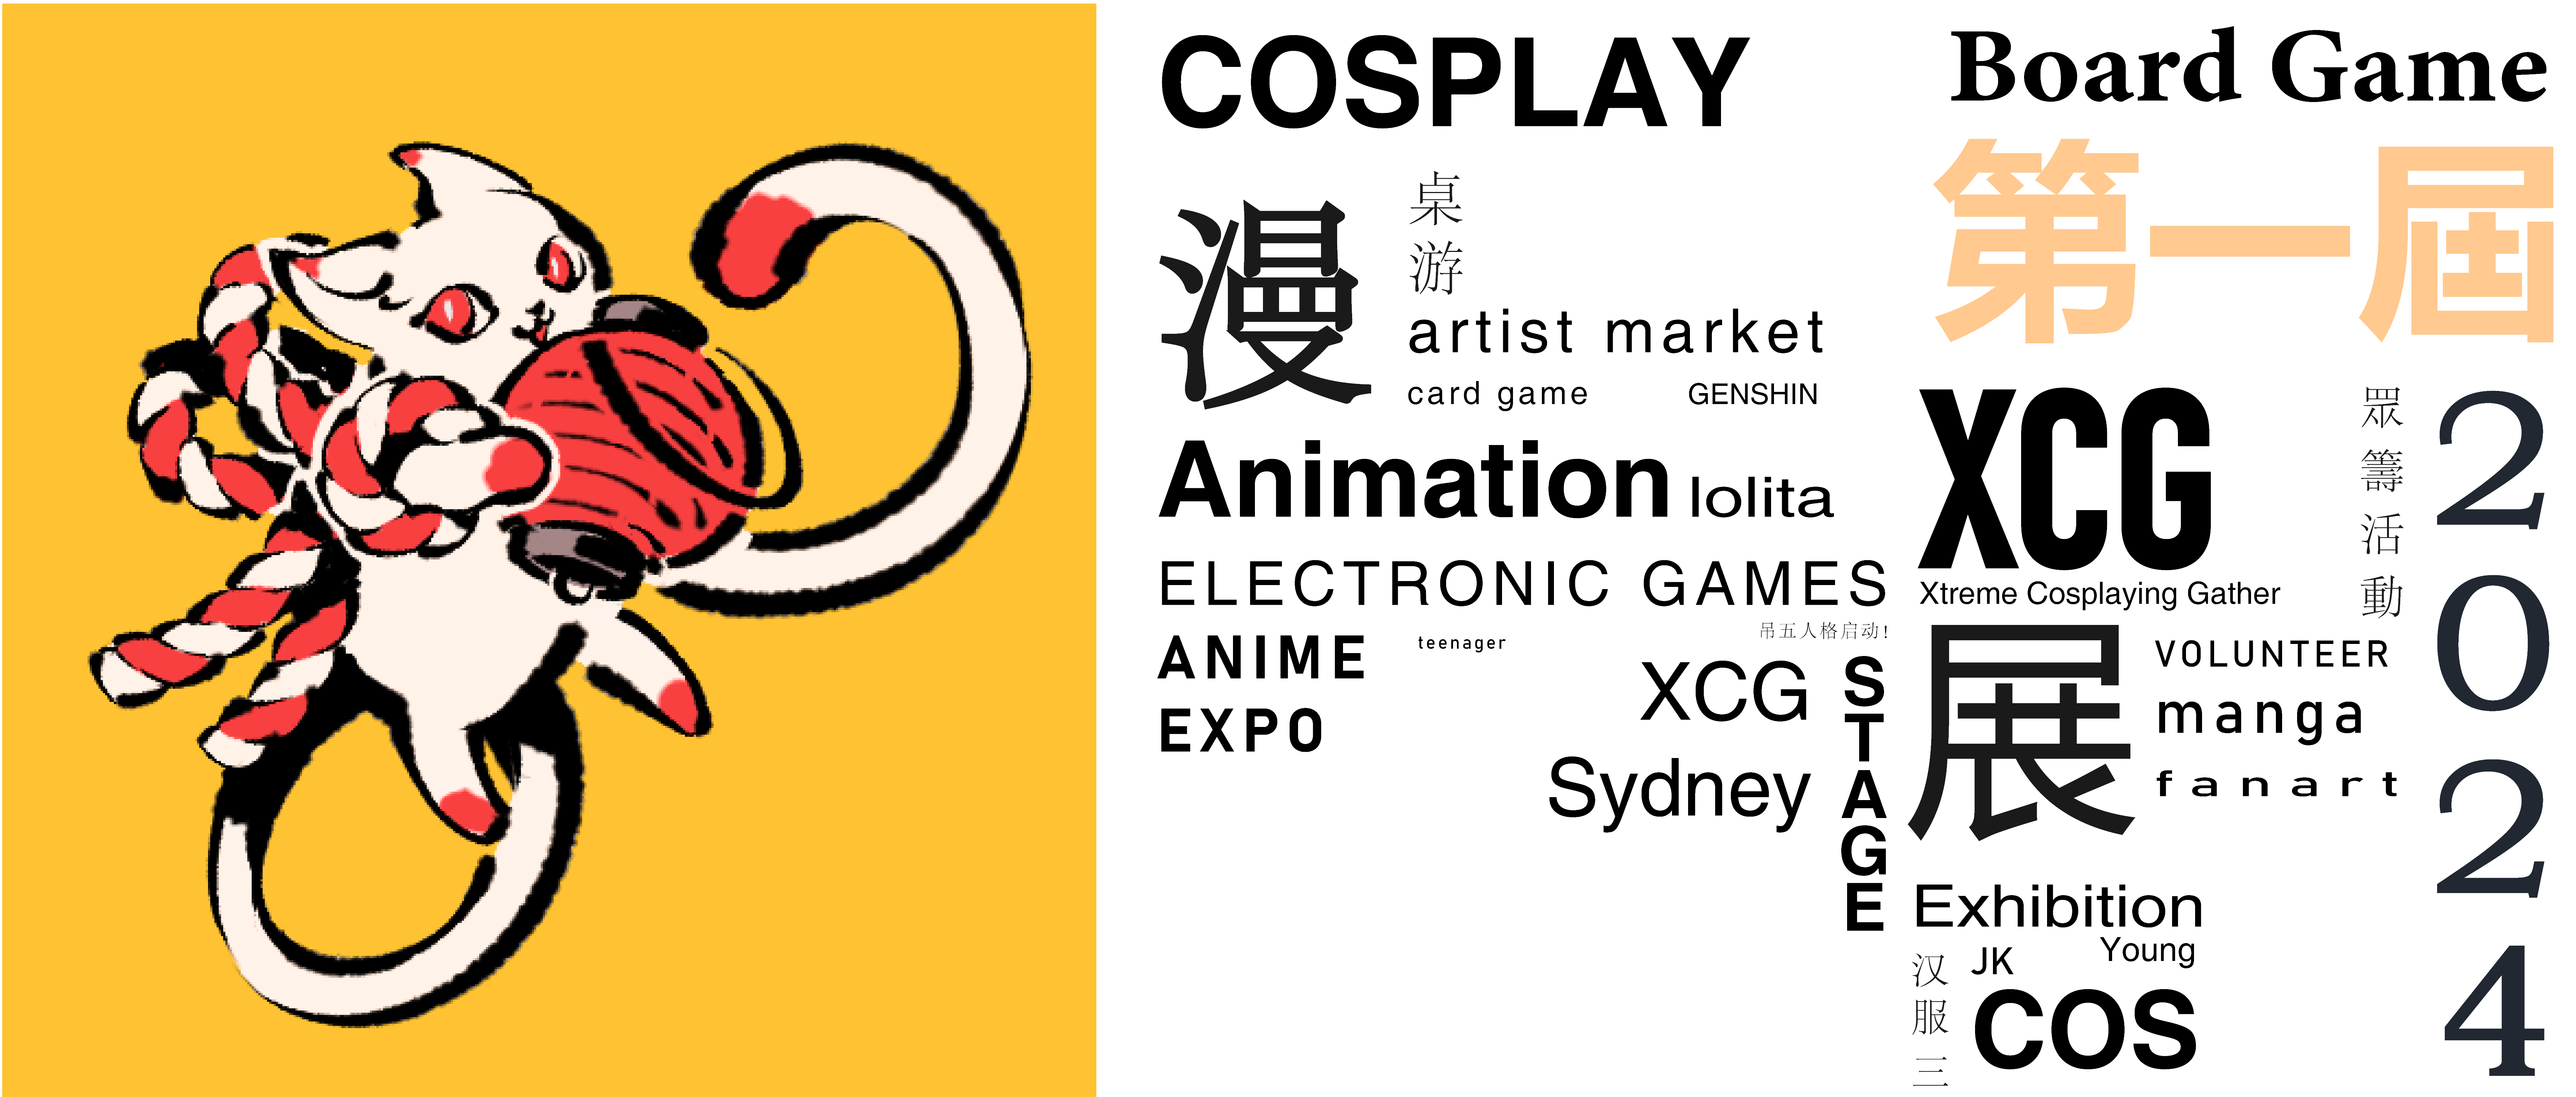 COSPLAY
漫
桌游
artist market
card game
GENSHIN
Animation
lolita
ELECTRONIC GAMES
吊五人格启动!
ANIME
EXPO
teenager
XCG
Sydney
STAGE
Board Game
第一屆
XCG
Xtreme Cosplaying Gather
眾籌活動
2024
展
VOLUNTEER
manga
fanart
Exhibition
Young
JK
汉服三
COS